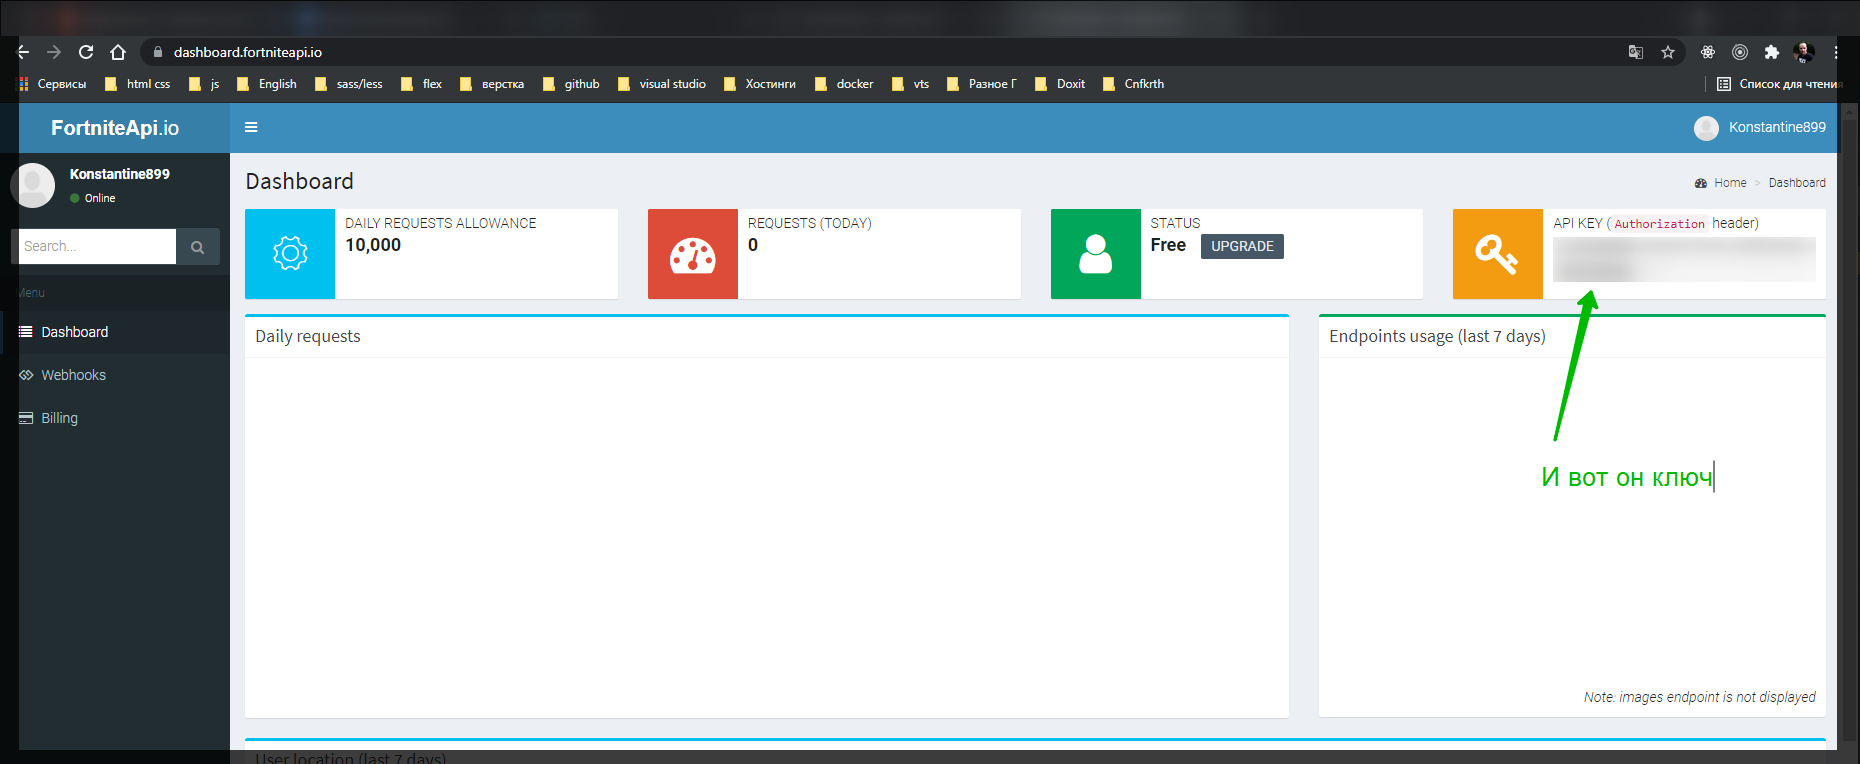 dashboard.fortniteapi.io
Сервисы html css js English sass/less flex верстка github visual studio Хостинги docker vts Разное Г Doxit Cnfkrth Список для чтения
FortniteApi.io
Konstantine899
Konstantine899
Online
Search...
Menu
Dashboard
Webhooks
Billing
Dashboard
Home > Dashboard
DAILY REQUESTS ALLOWANCE
10,000
REQUESTS (TODAY)
0
STATUS
Free UPGRADE
API KEY (Authorization header)
Daily requests
Endpoints usage (last 7 days)
И вот он ключ
Note: images endpoint is not displayed
User location (last 7 days)